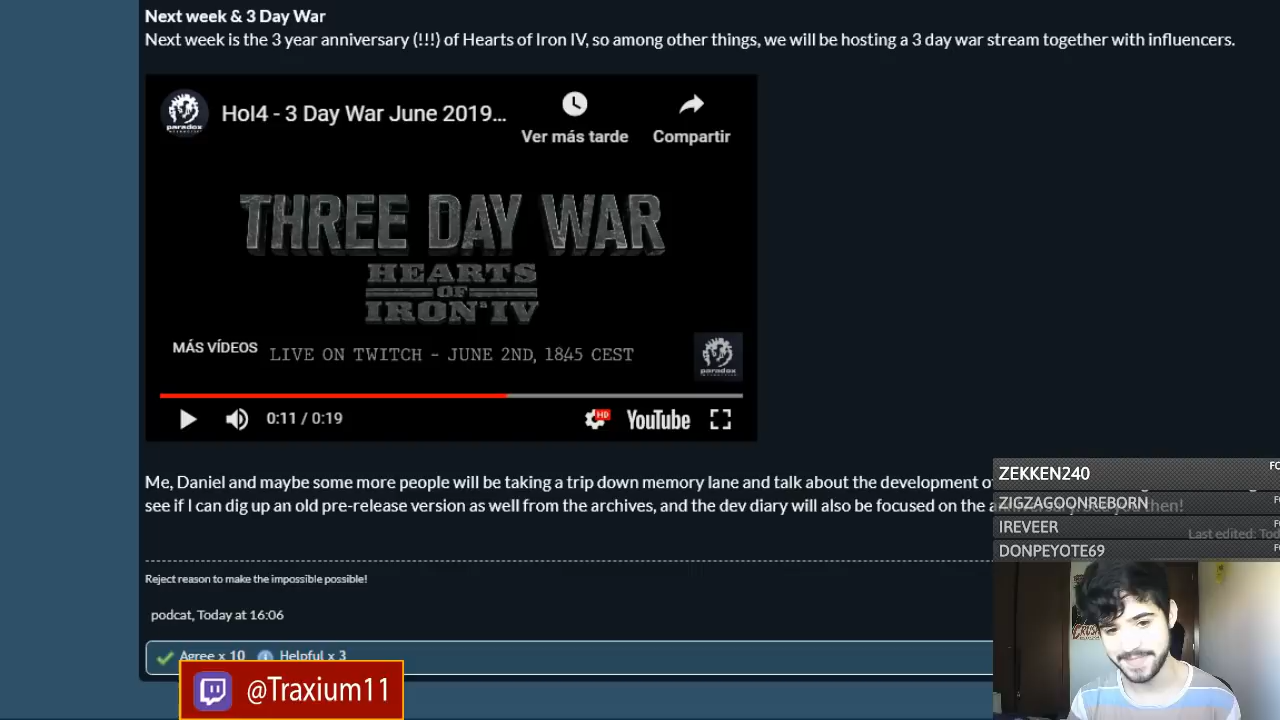 Next week & 3 Day War
Next week is the 3 year anniversary (!!!) of Hearts of Iron IV, so among other things, we will be hosting a 3 day war stream together with influencers.
HoI4 - 3 Day War June 2019...
Ver más tarde
Compartir
paradox
THREE DAY WAR
HEARTS
OF
IRON IV
MÁS VÍDEOS
LIVE ON TWITCH - JUNE 2ND, 1845 CEST
paradox
0:11 / 0:19
HD
YouTube
Me, Daniel and maybe some more people will be taking a trip down memory lane and talk about the development
see if I can dig up an old pre-release version as well from the archives, and the dev diary will also be focused on the
then!
Last edited:
ZEKKEN240
ZIGZAGOONREBORN
IREVEER
DONPEYOTE69
Reject reason to make the impossible possible!
podcat, Today at 16:06
Agree x 10 Helpful x 3
@Traxium11